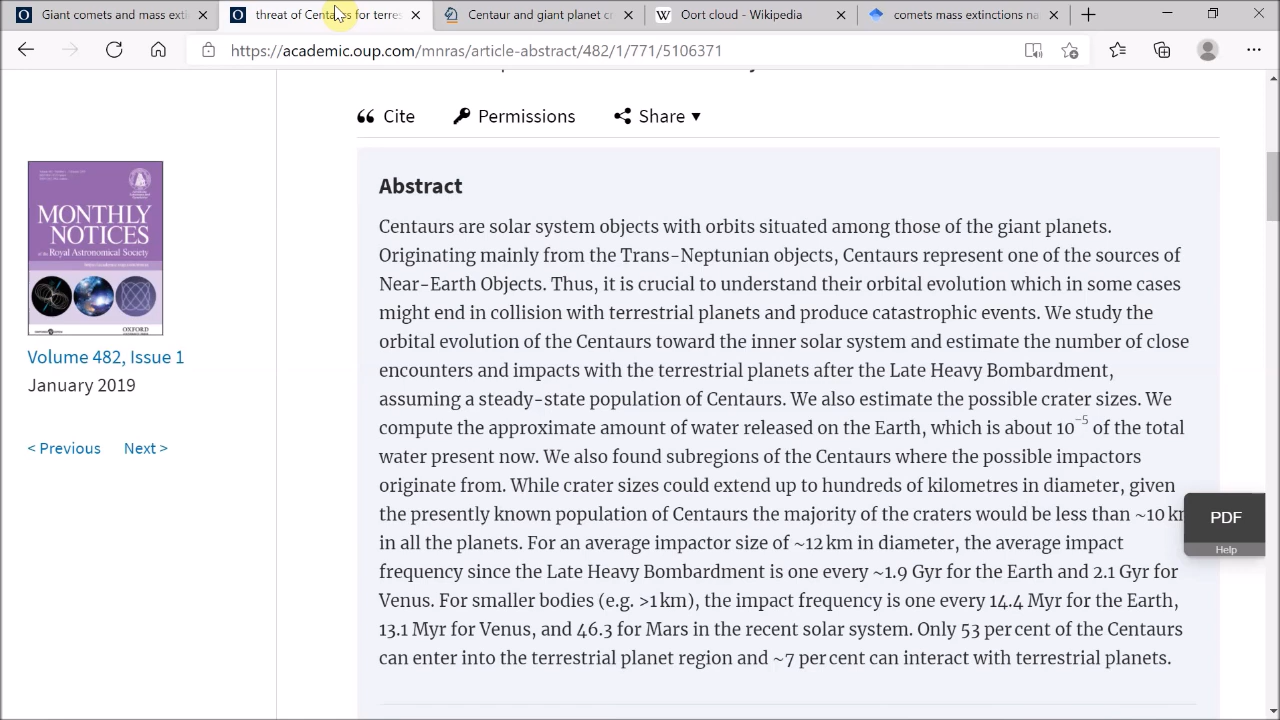 Giant comets and mass exti
threat of Centaurs for terres
Centaur and giant planet c
Oort cloud - Wikipedia
comets mass extinctions na
https://academic.oup.com/mnras/article-abstract/482/1/771/5106371
Cite
Permissions
Share
MONTHLY
NOTICES
of the Royal Astronomical Society
OXFORD
Volume 482, Issue 1
January 2019
< Previous
Next >
Abstract
Centaurs are solar system objects with orbits situated among those of the giant planets.
Originating mainly from the Trans-Neptunian objects, Centaurs represent one of the sources of
Near-Earth Objects. Thus, it is crucial to understand their orbital evolution which in some cases
might end in collision with terrestrial planets and produce catastrophic events. We study the
orbital evolution of the Centaurs toward the inner solar system and estimate the number of close
encounters and impacts with the terrestrial planets after the Late Heavy Bombardment,
assuming a steady-state population of Centaurs. We also estimate the possible crater sizes. We
compute the approximate amount of water released on the Earth, which is about 10⁻⁵ of the total
water present now. We also found subregions of the Centaurs where the possible impactors
originate from. While crater sizes could extend up to hundreds of kilometres in diameter, given
the presently known population of Centaurs the majority of the craters would be less than ~10 km
in all the planets. For an average impactor size of ~12 km in diameter, the average impact
frequency since the Late Heavy Bombardment is one every ~1.9 Gyr for the Earth and 2.1 Gyr for
Venus. For smaller bodies (e.g. >1 km), the impact frequency is one every 14.4 Myr for the Earth,
13.1 Myr for Venus, and 46.3 for Mars in the recent solar system. Only 53 per cent of the Centaurs
can enter into the terrestrial planet region and ~7 per cent can interact with terrestrial planets.
PDF
Help